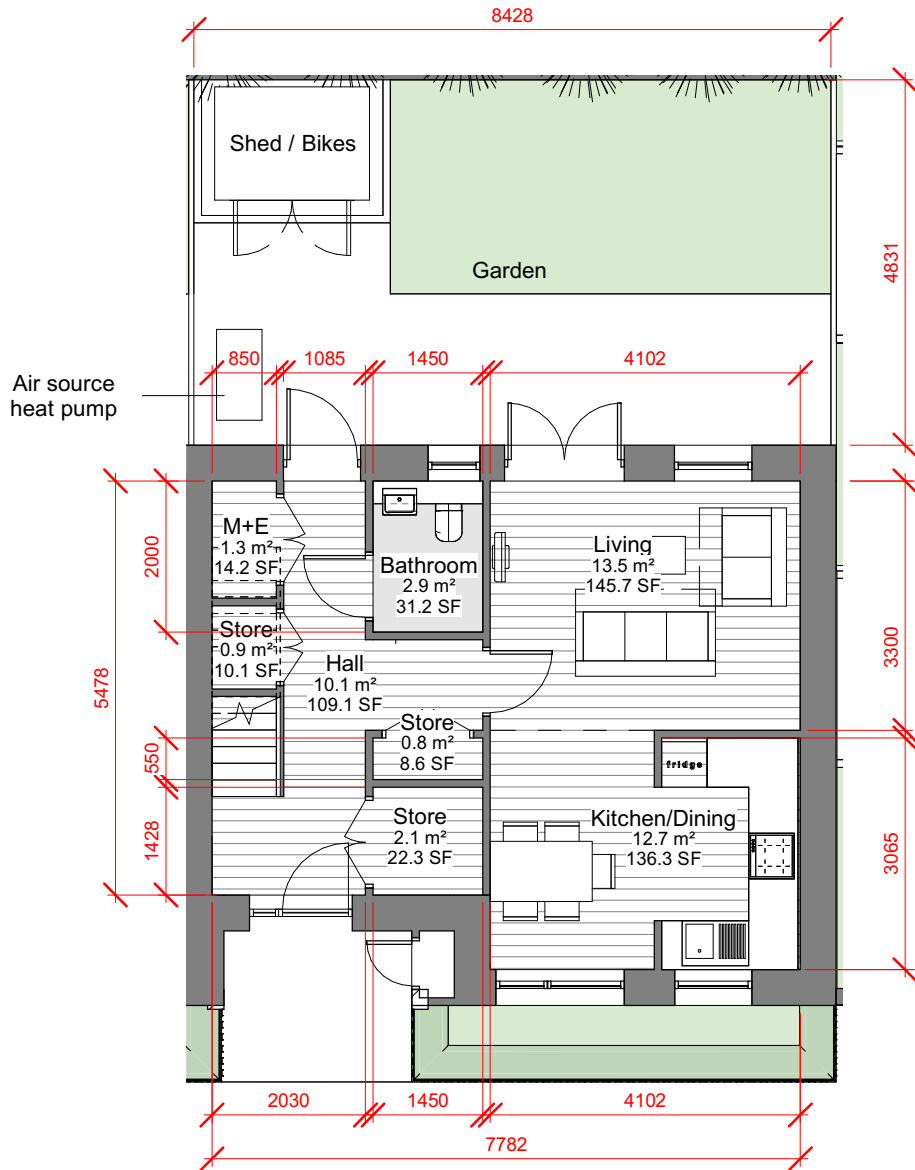 8428
Shed / Bikes
4831
Garden
850
1085
1450
4102
Air source
heat pump
M+E
1.3 m²
14.2 SF
2000
Bathroom
2.9 m²
31.2 SF
Living
13.5 m²
145.7 SF
3300
Store
0.9 m²
10.1 SF
5478
Hall
10.1 m²
109.1 SF
Store
0.8 m²
8.6 SF
550
fridge
Store
2.1 m²
22.3 SF
1428
Kitchen/Dining
12.7 m²
136.3 SF
3065
2030
1450
4102
7782